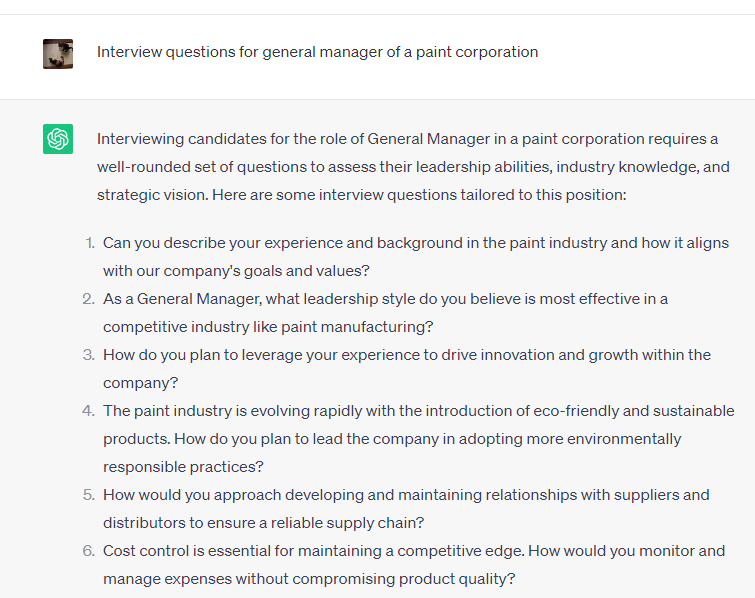 Interview questions for general manager of a paint corporation
Interviewing candidates for the role of General Manager in a paint corporation requires a
well-rounded set of questions to assess their leadership abilities, industry knowledge, and
strategic vision. Here are some interview questions tailored to this position:
1. Can you describe your experience and background in the paint industry and how it aligns
with our company's goals and values?
2. As a General Manager, what leadership style do you believe is most effective in a
competitive industry like paint manufacturing?
3. How do you plan to leverage your experience to drive innovation and growth within the
company?
4. The paint industry is evolving rapidly with the introduction of eco-friendly and sustainable
products. How do you plan to lead the company in adopting more environmentally
responsible practices?
5. How would you approach developing and maintaining relationships with suppliers and
distributors to ensure a reliable supply chain?
6. Cost control is essential for maintaining a competitive edge. How would you monitor and
manage expenses without compromising product quality?